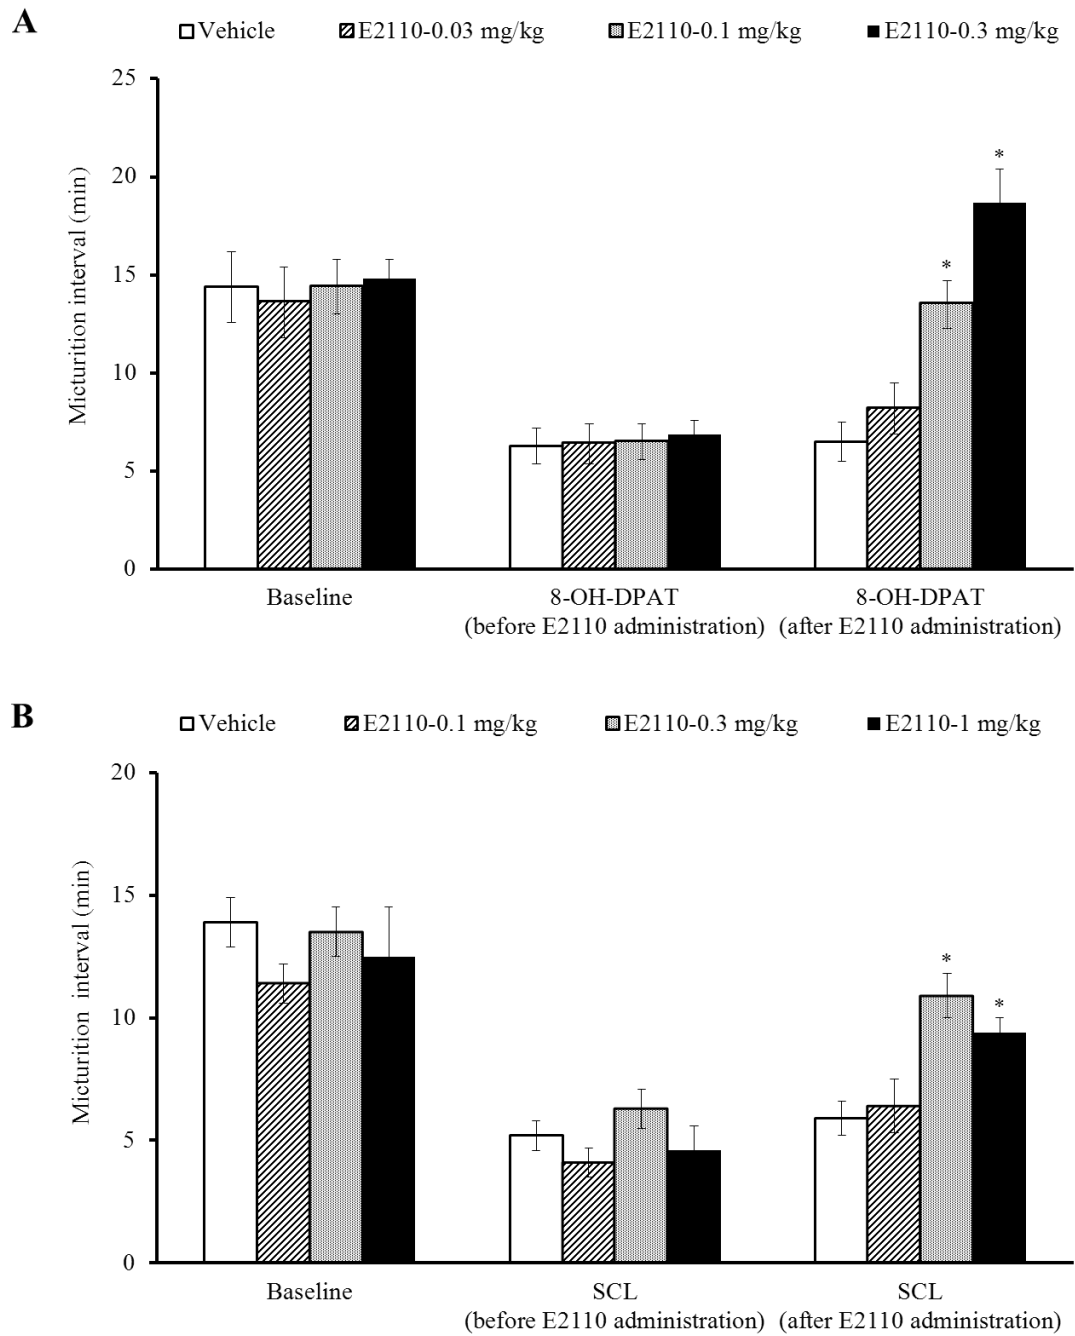 A
Vehicle E2110-0.03 mg/kg E2110-0.1 mg/kg E2110-0.3 mg/kg
25
20
15
10
5
0
Micturition interval (min)
*
*
Baseline 8-OH-DPAT 8-OH-DPAT
(before E2110 administration) (after E2110 administration)
B
Vehicle E2110-0.1 mg/kg E2110-0.3 mg/kg E2110-1 mg/kg
20
15
10
5
0
Micturition interval (min)
*
*
Baseline SCL SCL
(before E2110 administration) (after E2110 administration)